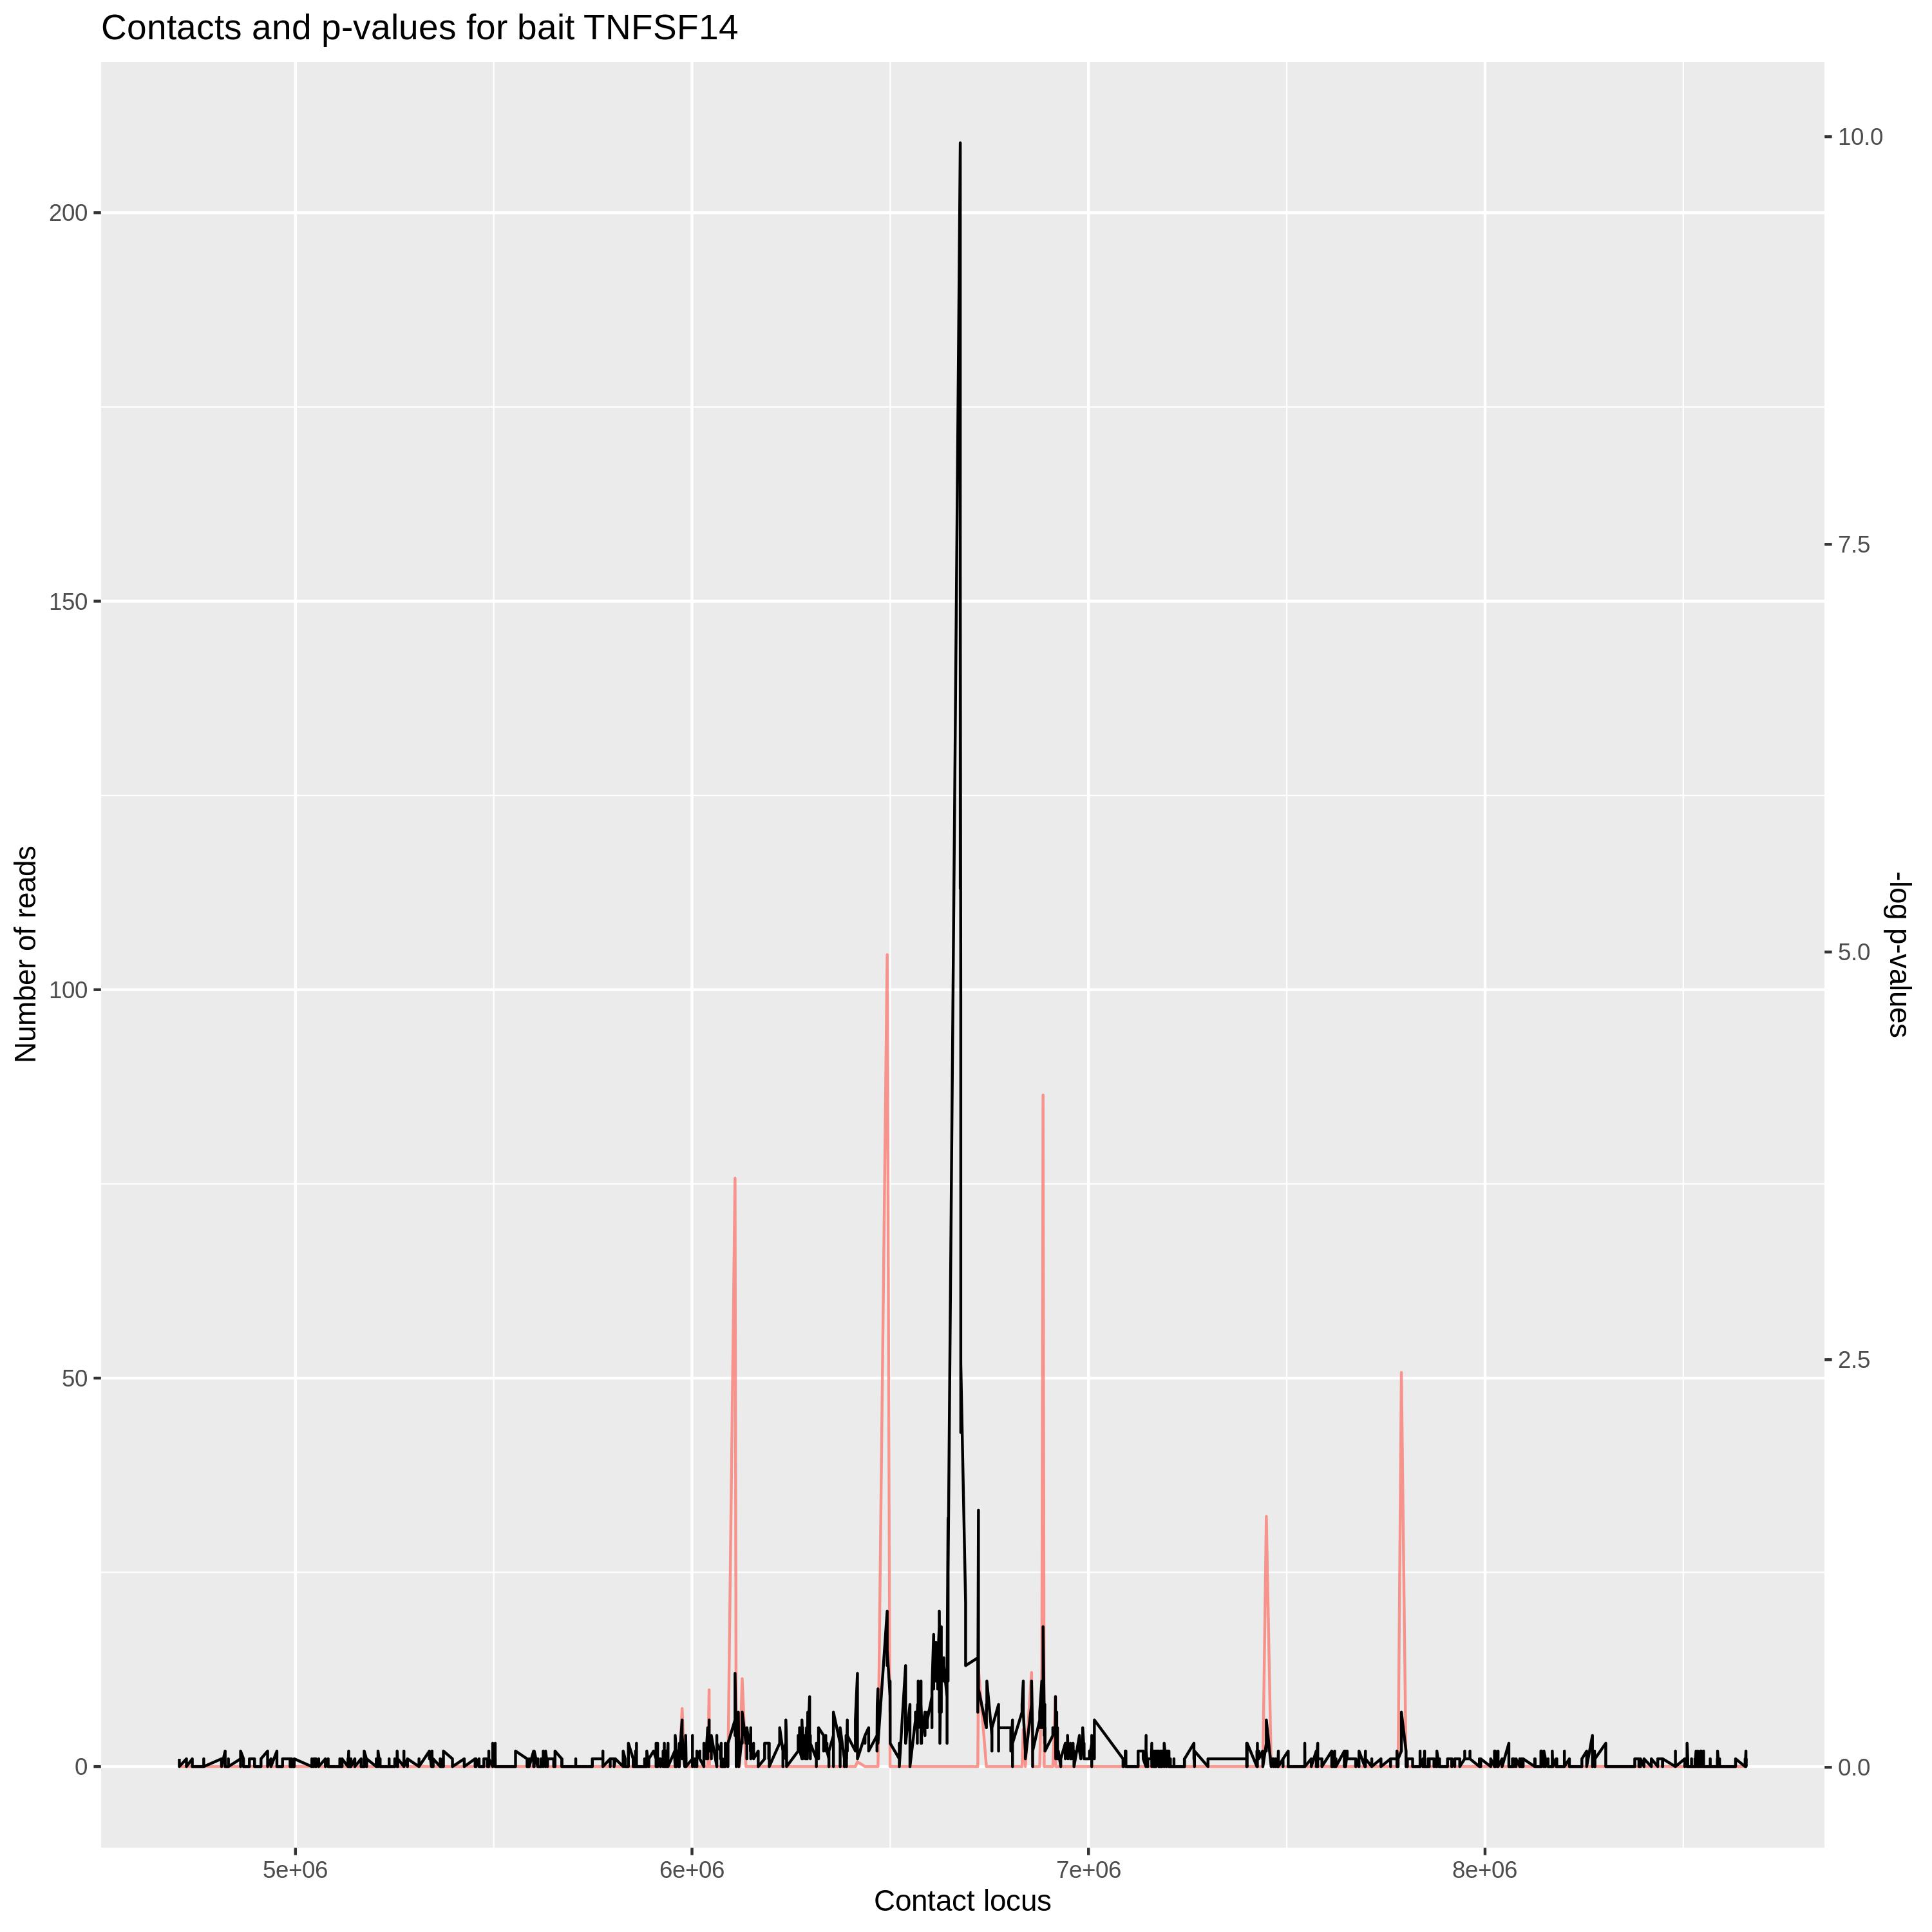 Contacts and p-values for bait TNFSF14
Number of reads
200
150
100
50
0
10.0
7.5
5.0
2.5
0.0
-log p-values
5e+06
6e+06
7e+06
8e+06
Contact locus